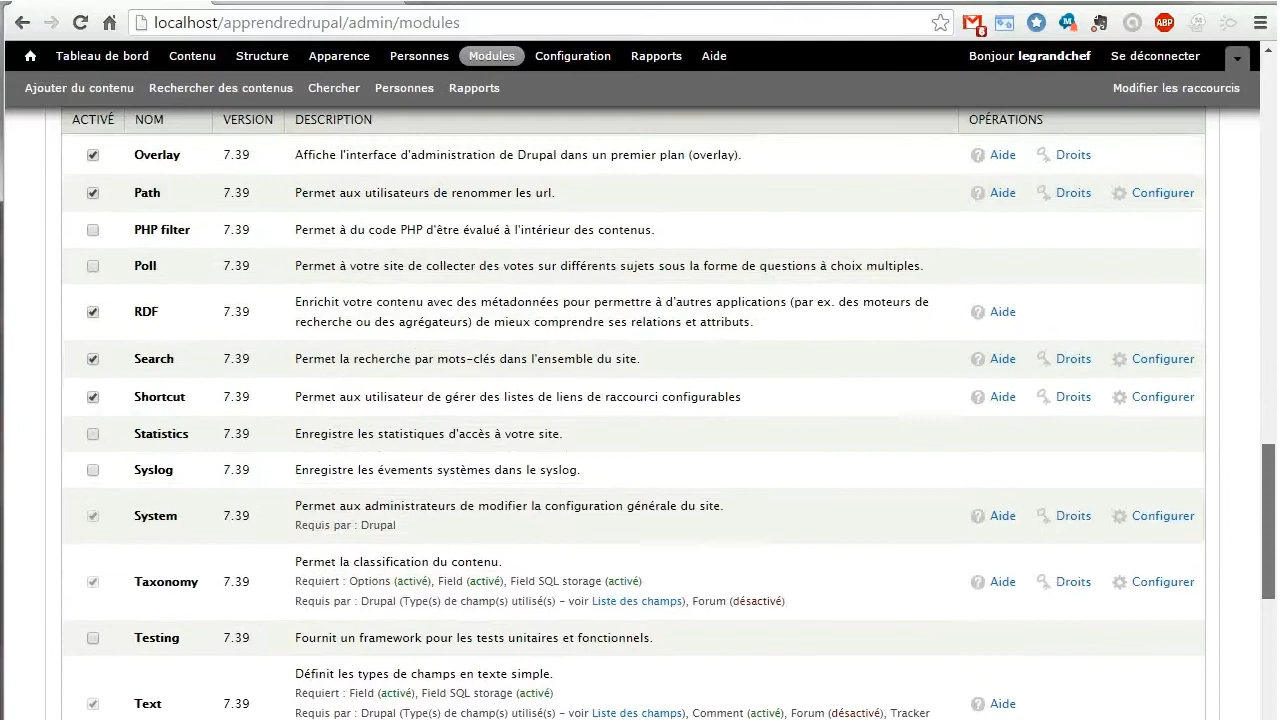 localhost/apprendredrupal/admin/modules
6
ABP
Tableau de bord Contenu Structure Apparence Personnes Modules Configuration Rapports Aide Bonjour legrandchef Se déconnecter
Ajouter du contenu Rechercher des contenus Chercher Personnes Rapports Modifier les raccourcis
ACTIVÉ NOM VERSION DESCRIPTION OPÉRATIONS
Overlay 7.39 Affiche l'interface d'administration de Drupal dans un premier plan (overlay). Aide Droits
Path 7.39 Permet aux utilisateurs de renommer les url. Aide Droits Configurer
PHP filter 7.39 Permet à du code PHP d'être évalué à l'intérieur des contenus.
Poll 7.39 Permet à votre site de collecter des votes sur différents sujets sous la forme de questions à choix multiples.
RDF 7.39 Enrichit votre contenu avec des métadonnées pour permettre à d'autres applications (par ex. des moteurs de
recherche ou des agrégateurs) de mieux comprendre ses relations et attributs. Aide
Search 7.39 Permet la recherche par mots-clés dans l'ensemble du site. Aide Droits Configurer
Shortcut 7.39 Permet aux utilisateur de gérer des listes de liens de raccourci configurables Aide Droits Configurer
Statistics 7.39 Enregistre les statistiques d'accès à votre site.
Syslog 7.39 Enregistre les évements systèmes dans le syslog.
System 7.39 Permet aux administrateurs de modifier la configuration générale du site. Aide Droits Configurer
Requis par : Drupal
Taxonomy 7.39 Permet la classification du contenu. Aide Droits Configurer
Requiert : Options (activé), Field (activé), Field SQL storage (activé)
Requis par : Drupal (Type(s) de champ(s) utilisé(s) – voir Liste des champs), Forum (désactivé)
Testing 7.39 Fournit un framework pour les tests unitaires et fonctionnels.
Text 7.39 Définit les types de champs en texte simple. Aide
Requiert : Field (activé), Field SQL storage (activé)
Requis par : Drupal (Type(s) de champ(s) utilisé(s) – voir Liste des champs), Comment (activé), Forum (désactivé), Tracker